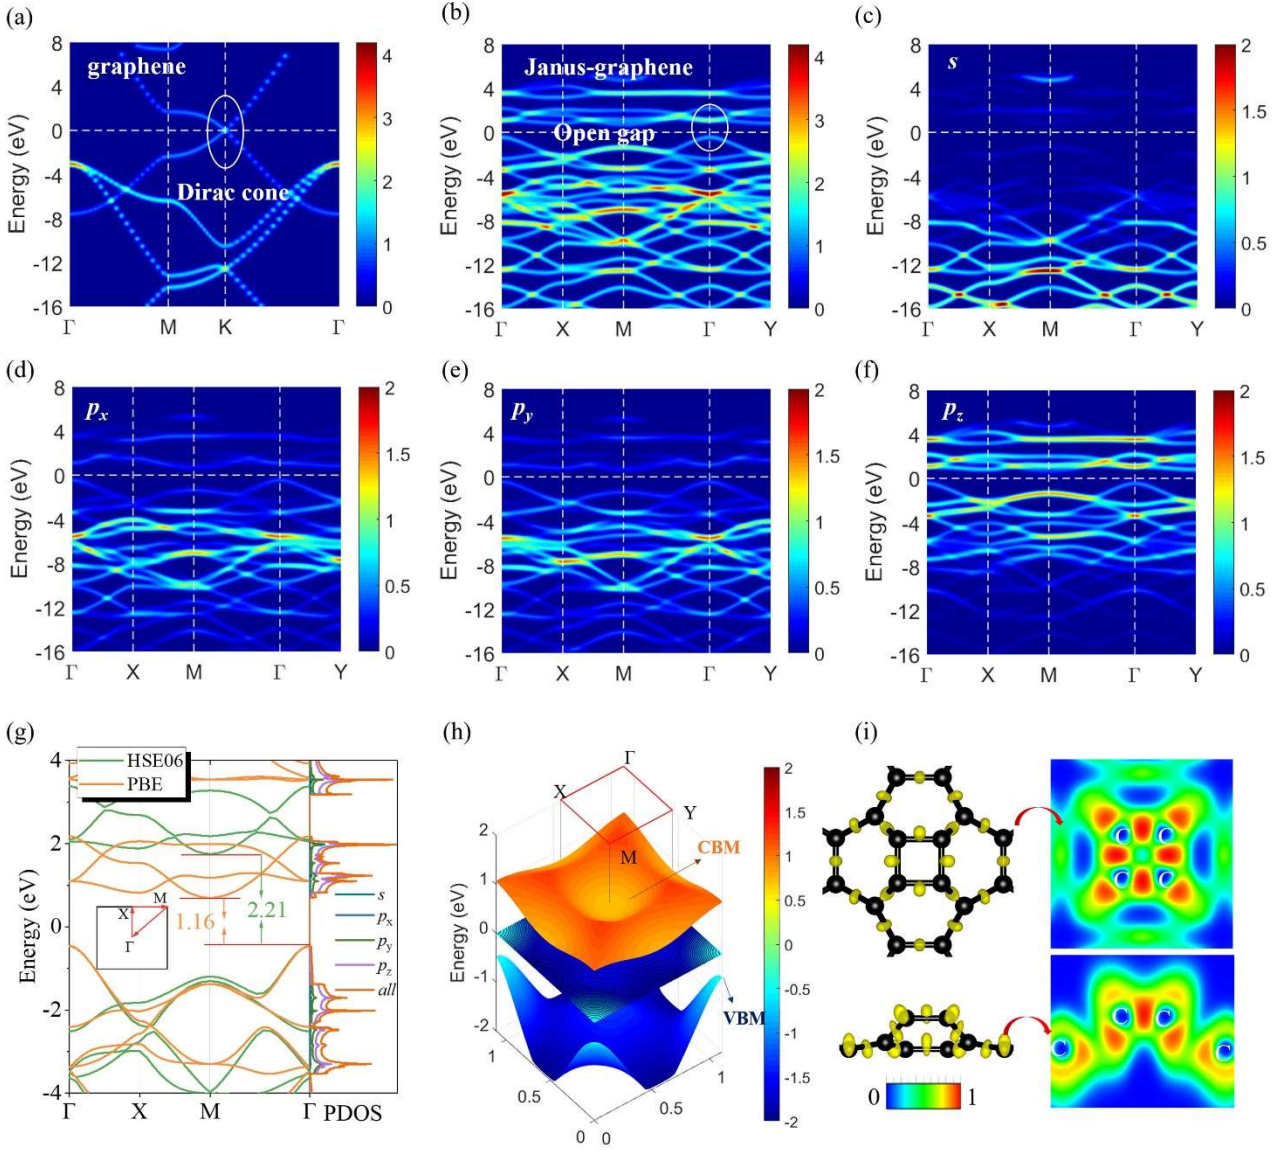 (a)
graphene
Dirac cone
Energy (eV)
8
4
0
-4
-8
-12
-16
Γ M K Γ
4
3
2
1
0
(b)
Janus-graphene
Open gap
Energy (eV)
8
4
0
-4
-8
-12
-16
Γ X M Γ Y
4
3
2
1
0
(c)
s
Energy (eV)
8
4
0
-4
-8
-12
-16
Γ X M Γ Y
2
1.5
1
0.5
0
(d)
px
Energy (eV)
8
4
0
-4
-8
-12
-16
Γ X M Γ Y
2
1.5
1
0.5
0
(e)
py
Energy (eV)
8
4
0
-4
-8
-12
-16
Γ X M Γ Y
2
1.5
1
0.5
0
(f)
pz
Energy (eV)
8
4
0
-4
-8
-12
-16
Γ X M Γ Y
2
1.5
1
0.5
0
(g)
HSE06
PBE
Energy (eV)
4
2
0
-2
-4
X M
Γ
1.16
2.21
s
px
py
pz
all
Γ X M Γ PDOS
(h)
Γ
X
Y
M
CBM
VBM
Energy (eV)
2
1
0
-1
-2
1
0.5
0
0
0.5
1
2
1.5
1
0.5
0
-0.5
-1
-1.5
-2
(i)
C C
C C
C C
C C
0 1